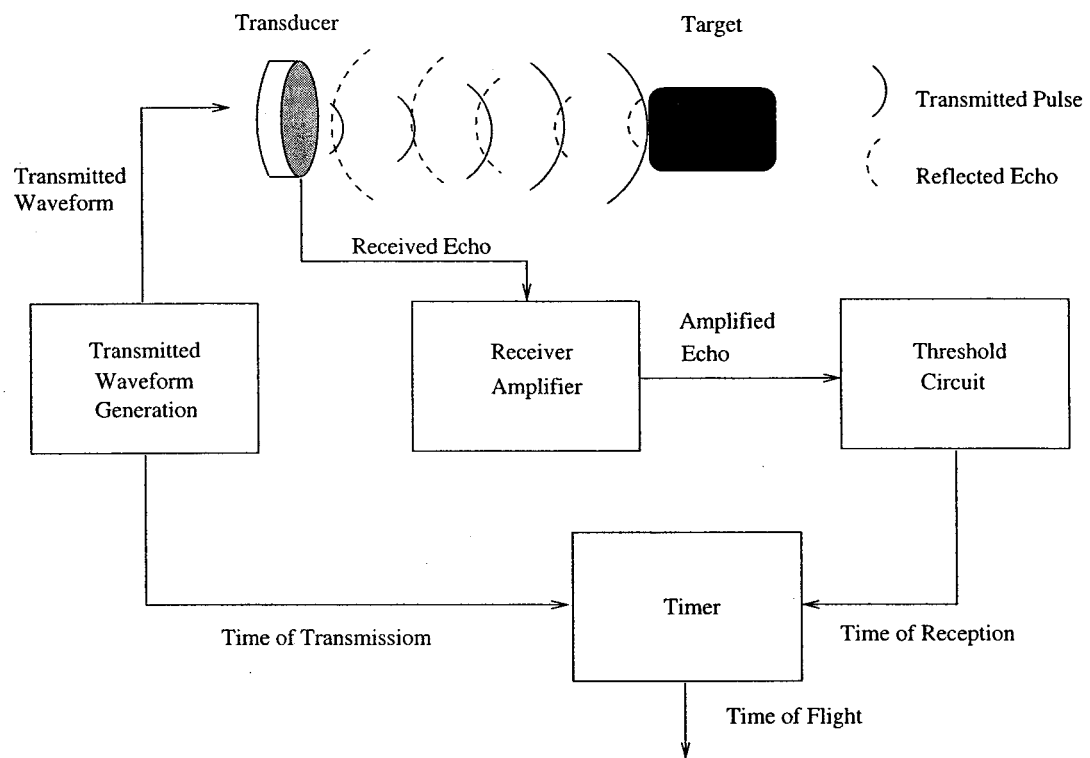 Transducer
Target
Transmitted Pulse
Reflected Echo
Transmitted
Waveform
Received Echo
Transmitted
Waveform
Generation
Receiver
Amplifier
Amplified
Echo
Threshold
Circuit
Timer
Time of Transmissiom
Time of Reception
Time of Flight